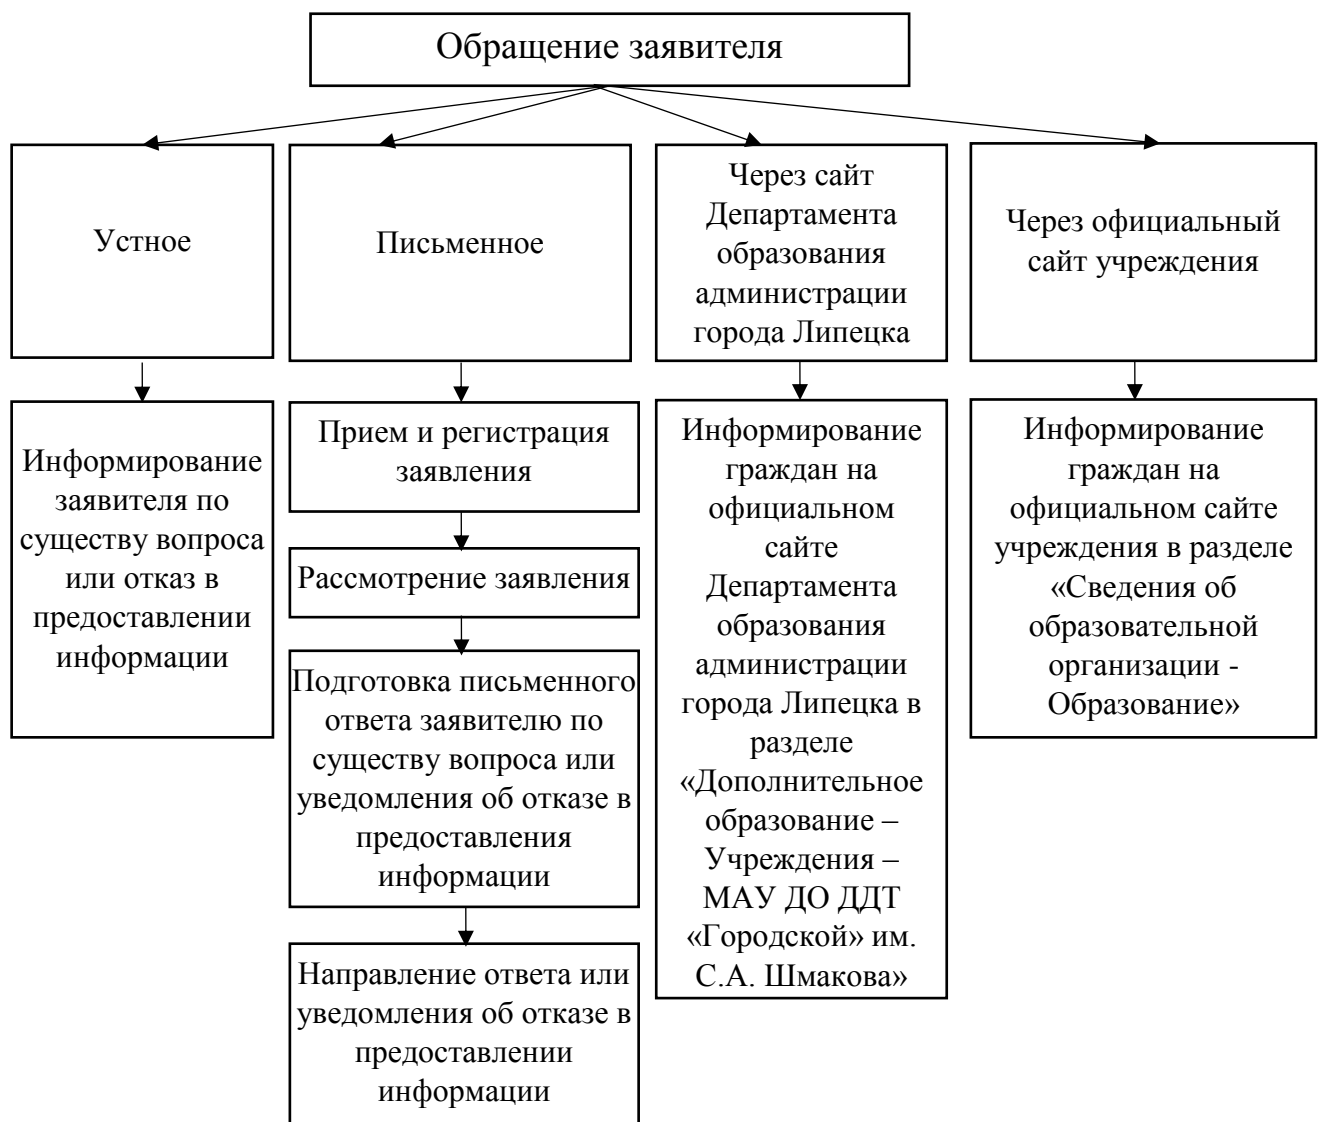 Обращение заявителя
Устное
Письменное
Через сайт
Департамента
образования
администрации
города Липецка
Через официальный
сайт учреждения
Информирование
заявителя по
существу вопроса
или отказ в
предоставлении
информации
Прием и регистрация
заявления
Рассмотрение заявления
Подготовка письменного
ответа заявителю по
существу вопроса или
уведомления об отказе в
предоставления
информации
Направление ответа или
уведомления об отказе в
предоставлении
информации
Информирование
граждан на
официальном
сайте
Департамента
образования
администрации
города Липецка в
разделе
«Дополнительное
образование –
Учреждения –
МАУ ДО ДДТ
«Городской» им.
С.А. Шмакова»
Информирование
граждан на
официальном сайте
учреждения в разделе
«Сведения об
образовательной
организации -
Образование»